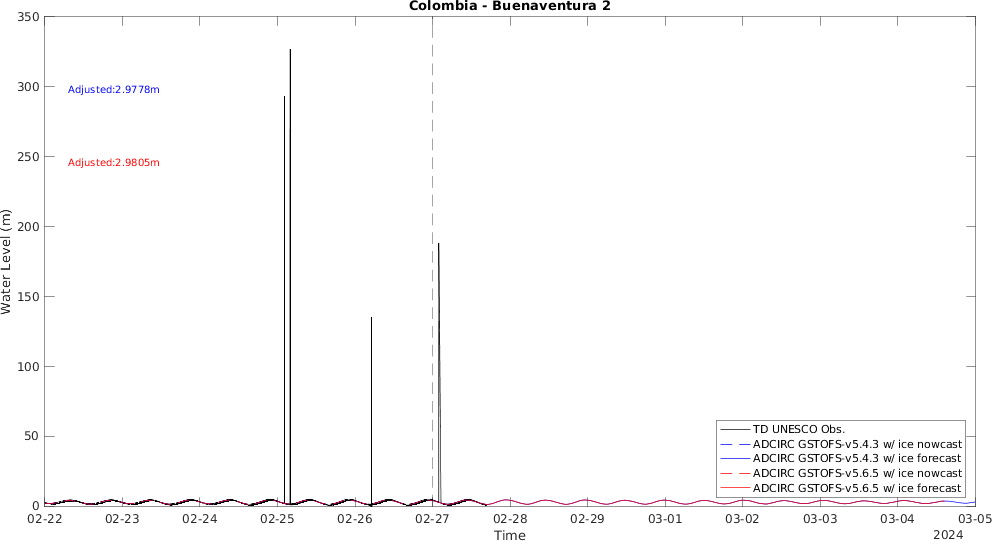 Colombia - Buenaventura 2
350
300
250
200
150
100
50
0
Water Level (m)
Adjusted:2.9778m
Adjusted:2.9805m
TD UNESCO Obs.
ADCIRC GSTOFS-v5.4.3 w/ ice nowcast
ADCIRC GSTOFS-v5.4.3 w/ ice forecast
ADCIRC GSTOFS-v5.6.5 w/ ice nowcast
ADCIRC GSTOFS-v5.6.5 w/ ice forecast
02-22 02-23 02-24 02-25 02-26 02-27 02-28 02-29 03-01 03-02 03-03 03-04 03-05
Time
2024